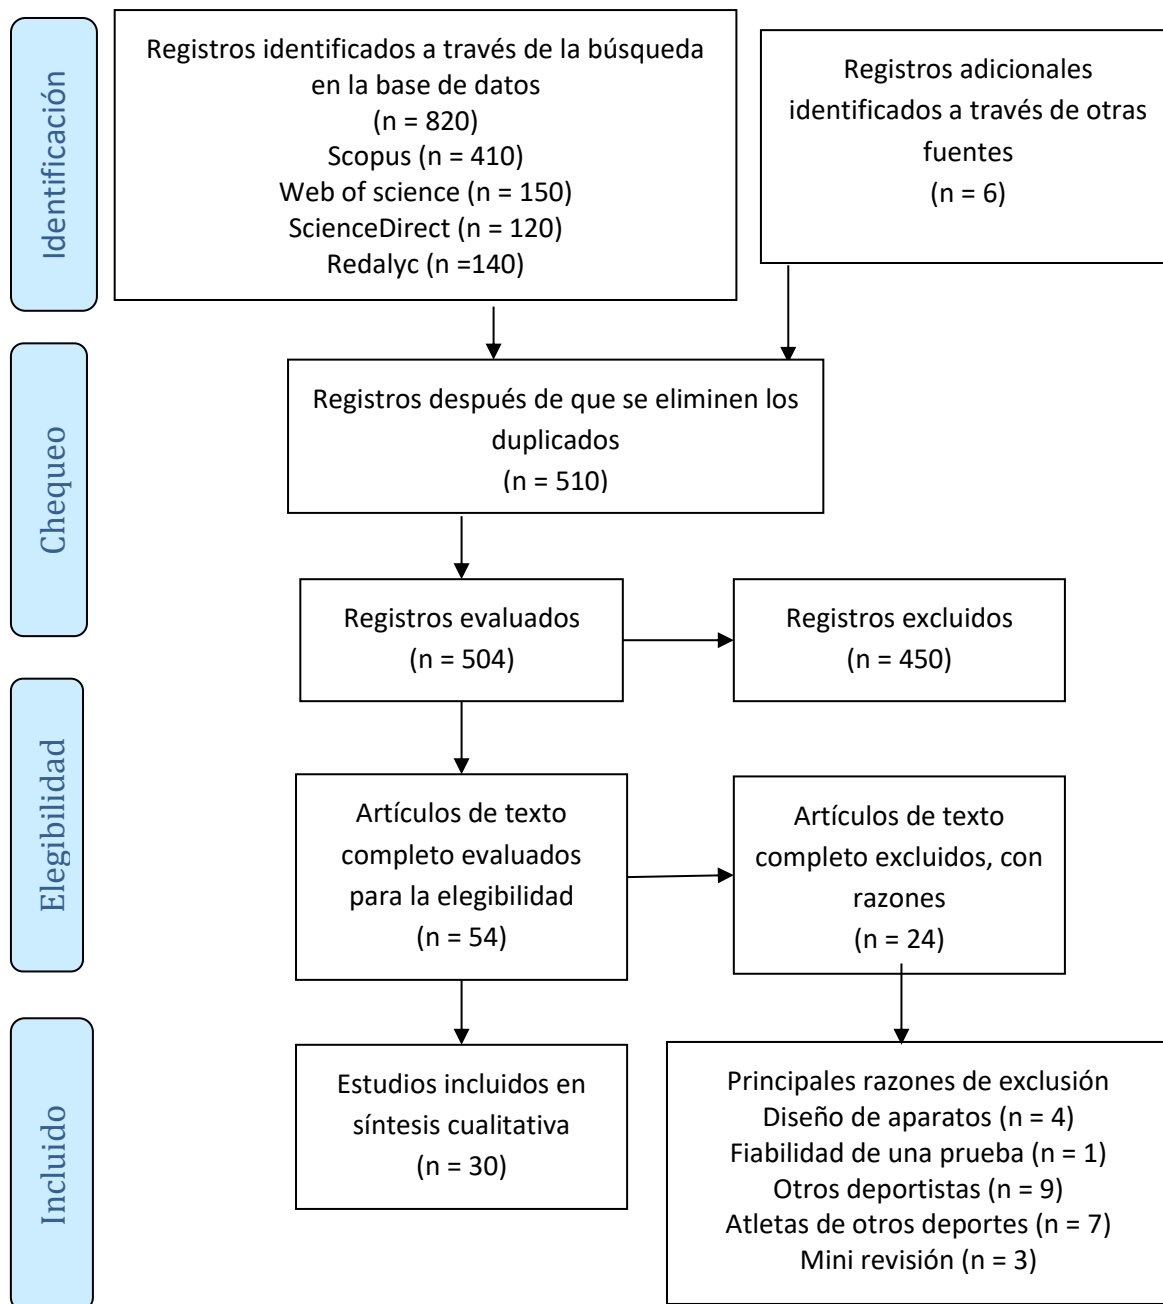 Identificación
Registros identificados a través de la búsqueda
en la base de datos
(n = 820)
Scopus (n = 410)
Web of science (n = 150)
ScienceDirect (n = 120)
Redalyc (n =140)
Registros adicionales
identificados a través de otras
fuentes
(n = 6)
Chequeo
Registros después de que se eliminen los
duplicados
(n = 510)
Registros evaluados
(n = 504)
Registros excluidos
(n = 450)
Elegibilidad
Artículos de texto
completo evaluados
para la elegibilidad
(n = 54)
Artículos de texto
completo excluidos, con
razones
(n = 24)
Incluido
Estudios incluidos en
síntesis cualitativa
(n = 30)
Principales razones de exclusión
Diseño de aparatos (n = 4)
Fiabilidad de una prueba (n = 1)
Otros deportistas (n = 9)
Atletas de otros deportes (n = 7)
Mini revisión (n = 3)